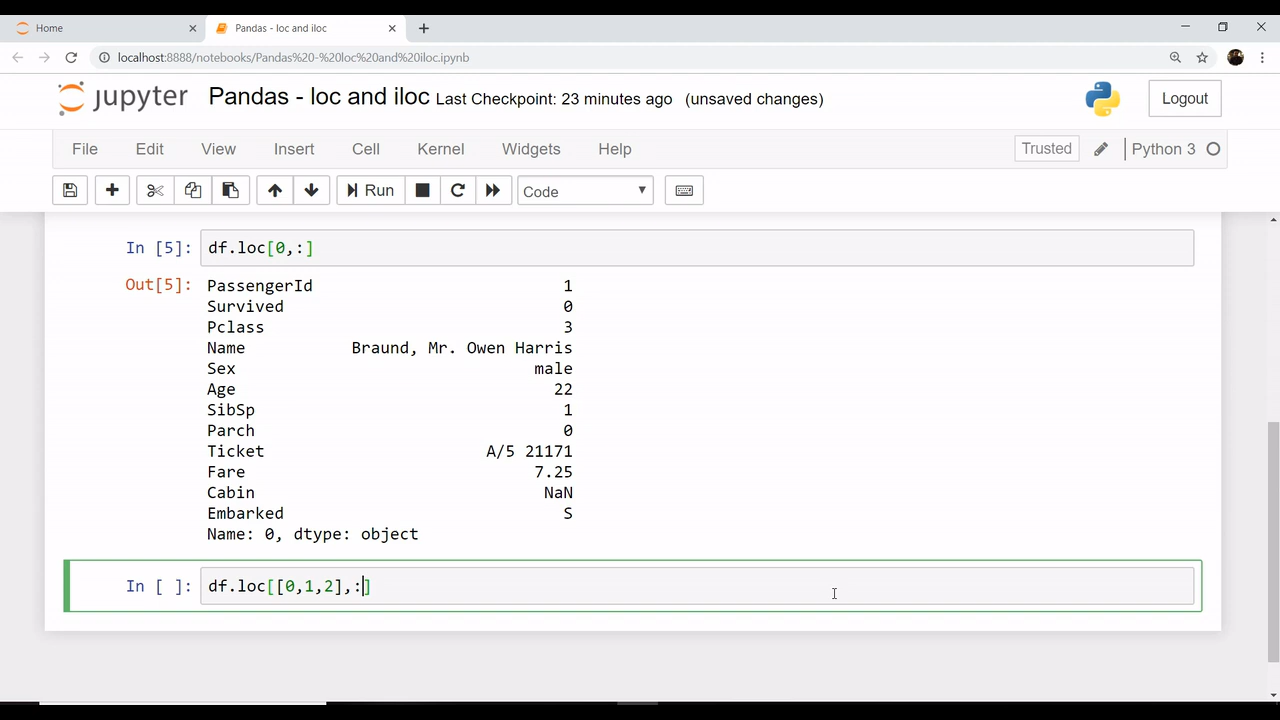 Home
Pandas - loc and iloc
localhost:8888/notebooks/Pandas%20-%20loc%20and%20iloc.ipynb
jupyter Pandas - loc and iloc Last Checkpoint: 23 minutes ago (unsaved changes)
Logout
File Edit View Insert Cell Kernel Widgets Help Trusted Python 3
Run Code
In [5]: df.loc[0,:]
Out[5]: PassengerId 1
Survived 0
Pclass 3
Name Braund, Mr. Owen Harris
Sex male
Age 22
SibSp 1
Parch 0
Ticket A/5 21171
Fare 7.25
Cabin NaN
Embarked S
Name: 0, dtype: object
In [ ]: df.loc[[0,1,2],:]